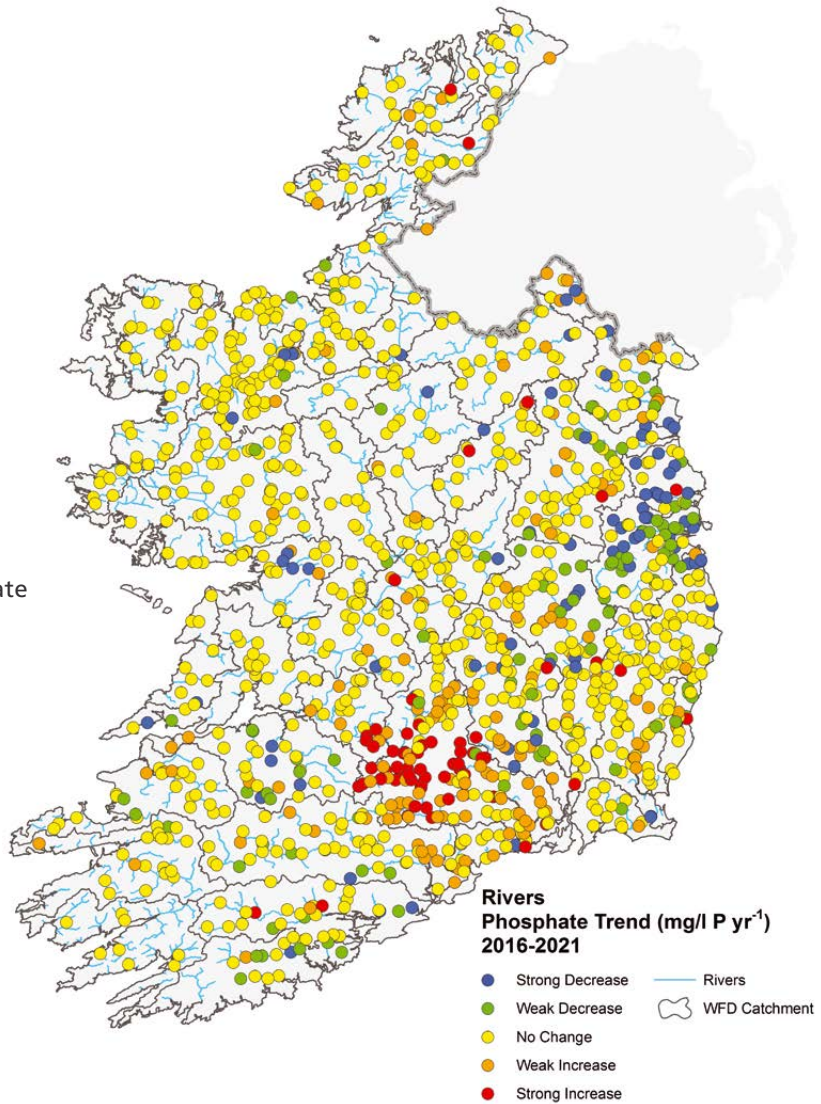 ate
Rivers
Phosphate Trend (mg/l P yr⁻¹)
2016-2021
Strong Decrease
Rivers
Weak Decrease
WFD Catchment
No Change
Weak Increase
Strong Increase